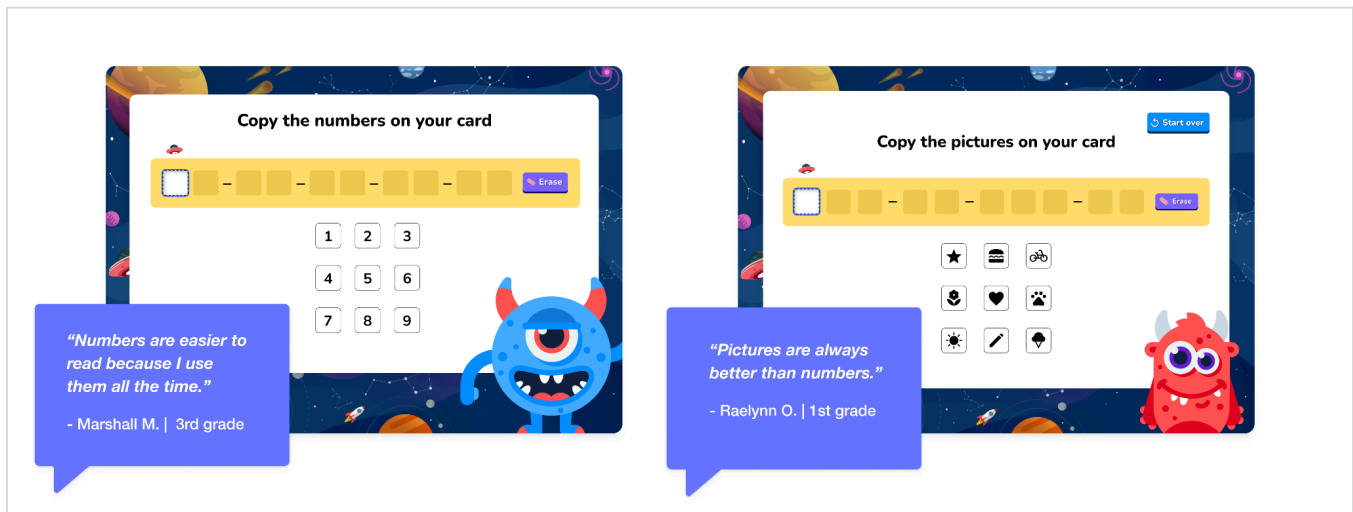 Copy the numbers on your card
– – – –
Erase
1 2 3
4 5 6
7 8 9
“Numbers are easier to
read because I use
them all the time.”
- Marshall M. | 3rd grade
Start over
Copy the pictures on your card
– – –
Erase
“Pictures are always
better than numbers.”
- Raelynn O. | 1st grade